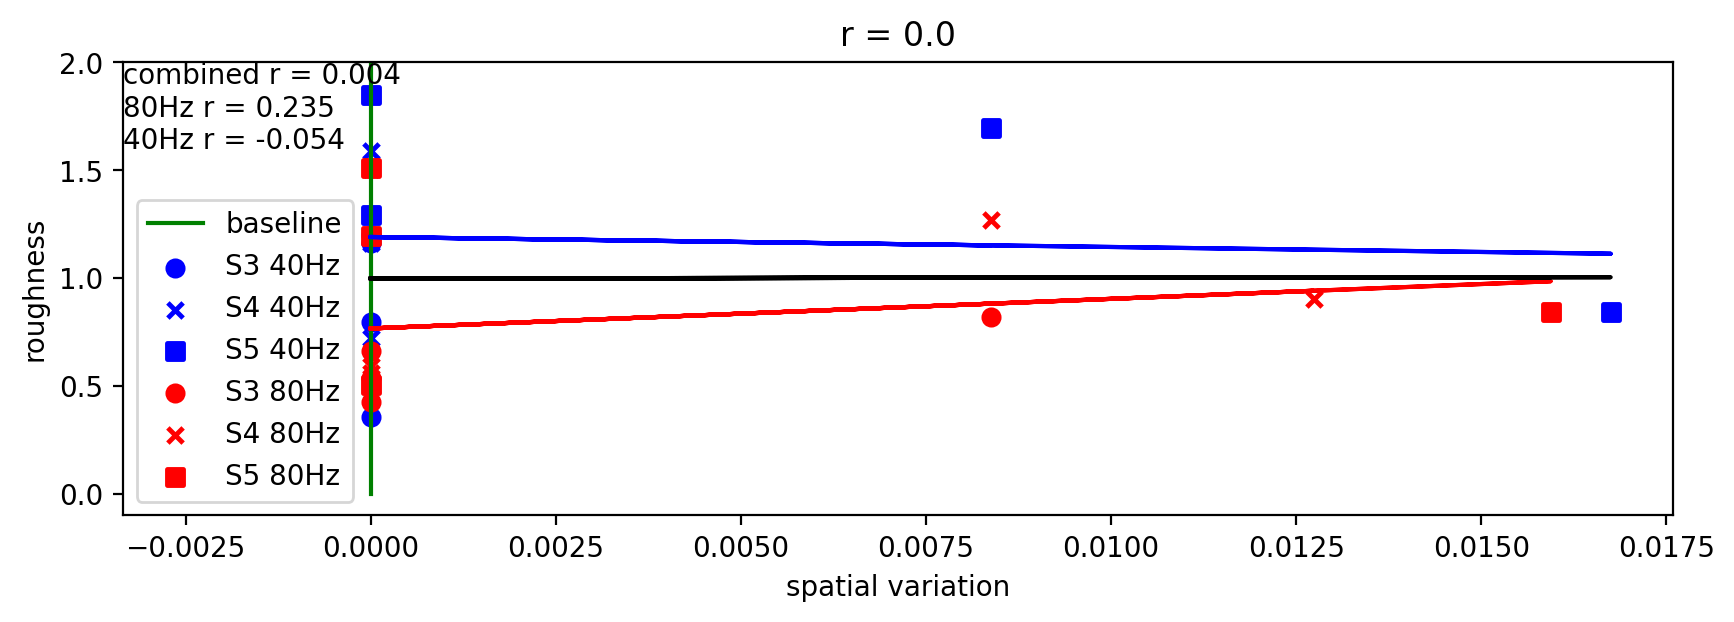 r = 0.0
combined r = 0.004
80Hz r = 0.235
40Hz r = -0.054
2.0
1.5
1.0
0.5
0.0
roughness
baseline
S3 40Hz
S4 40Hz
S5 40Hz
S3 80Hz
S4 80Hz
S5 80Hz
−0.0025 0.0000 0.0025 0.0050 0.0075 0.0100 0.0125 0.0150 0.0175
spatial variation